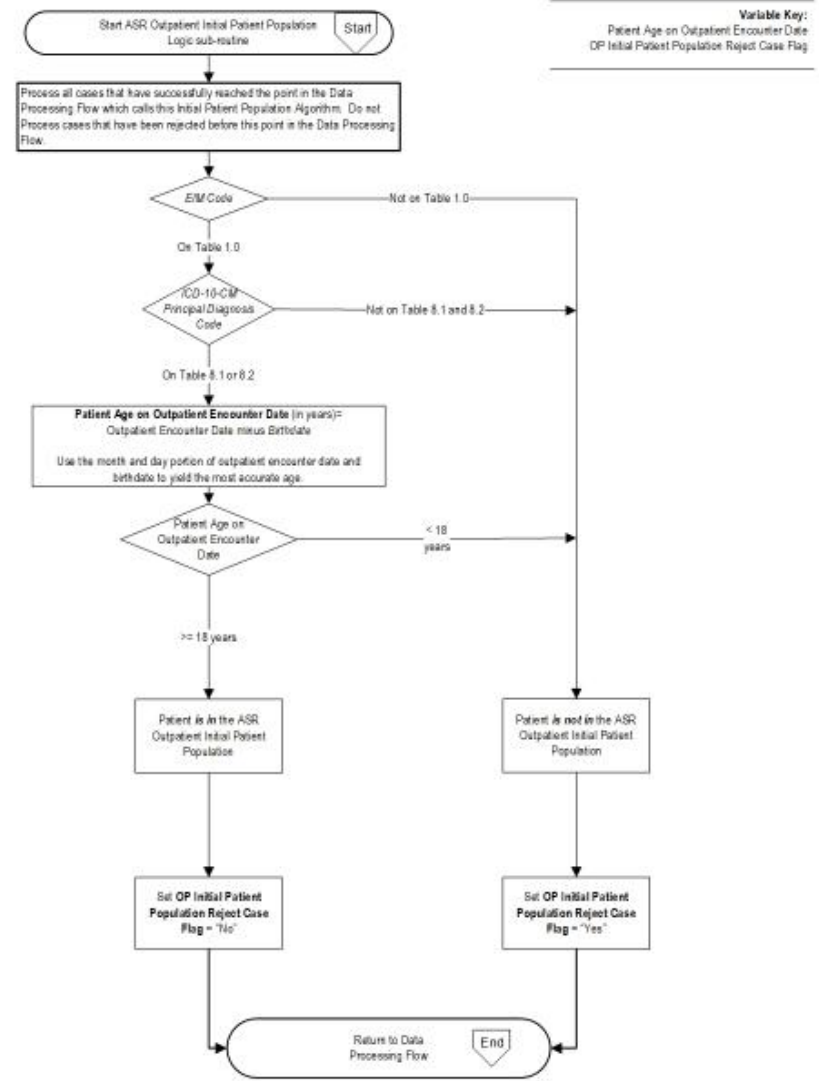 Start ASR Outpatient Initial Patient Population
Logic sub-routine
Start
Variable Key:
Patient Age on Outpatient Encounter Date
OP Initial Patient Population Reject Case Flag
Process all cases that have successfully reached the point in the Data
Processing Flow which calls this Initial Patient Population Algorithm. Do not
Process cases that have been rejected before this point in the Data Processing
Flow.
E/M Code
Not on Table 1.0
On Table 1.0
ICD-10-CM
Principal Diagnosis
Code
Not on Table 8.1 and 8.2
On Table 8.1 or 8.2
Patient Age on Outpatient Encounter Date (in years)=
Outpatient Encounter Date minus Birthdate
Use the month and day portion of outpatient encounter date and
birthdate to yield the most accurate age.
Patient Age on
Outpatient Encounter
Date
< 18
years
>= 18 years
Patient is in the ASR
Outpatient Initial Patient
Population
Patient is not in the ASR
Outpatient Initial Patient
Population
Set OP Initial Patient
Population Reject Case
Flag = "No"
Set OP Initial Patient
Population Reject Case
Flag = "Yes"
Return to Data
Processing Flow
End